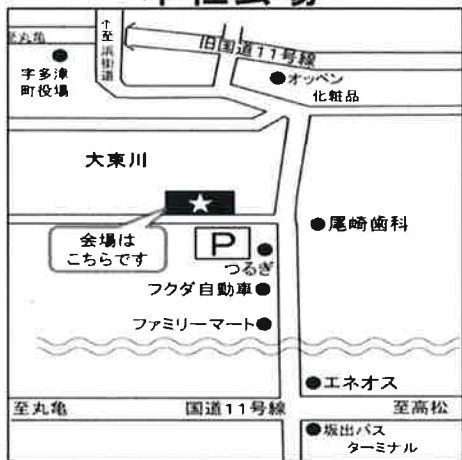 至丸亀
↑至
浜街道
旧国道11号線
宇多津
町役場
オッペン
化粧品
大東川
★
会場は
こちらです
P
尾崎歯科
つるぎ
フクダ自動車
ファミリーマート
エネオス
至丸亀
国道11号線
至高松
坂出バス
ターミナル